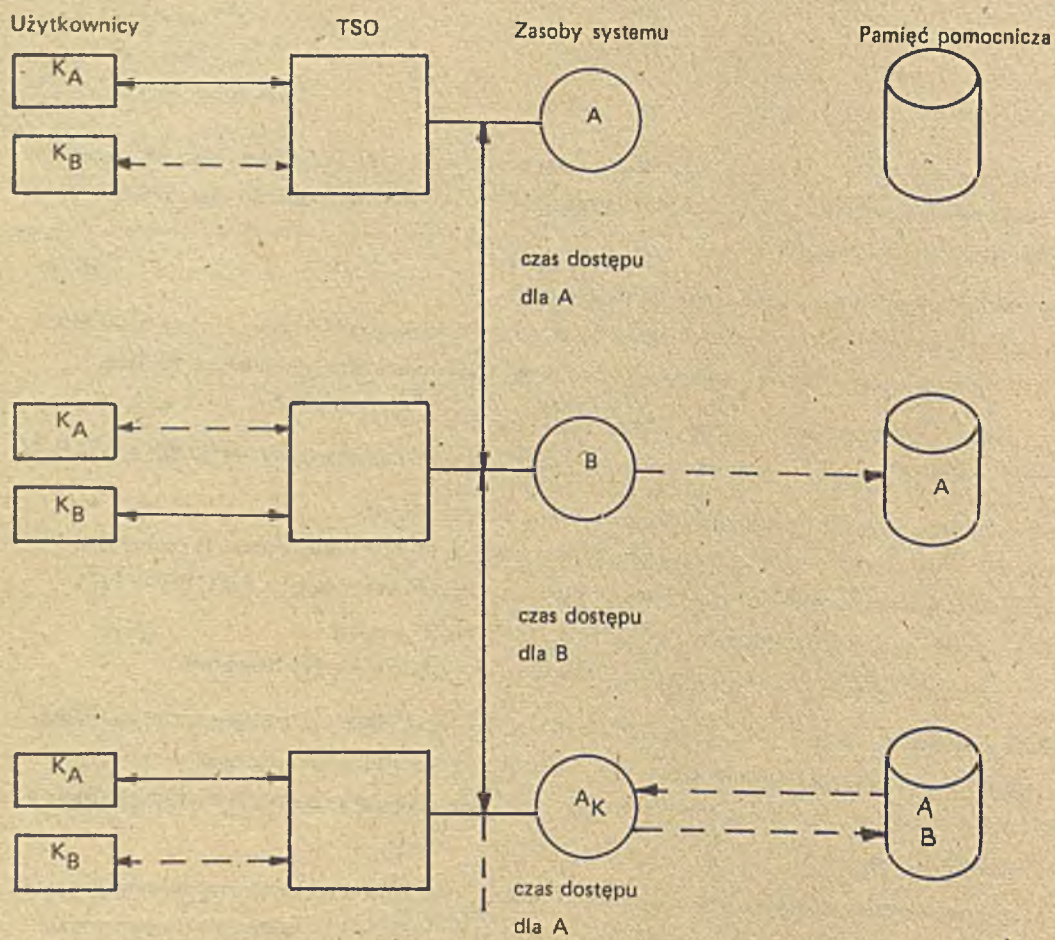 Użytkownicy TSO Zasoby systemu Pamięć pomocnicza
K_A
A
K_B
czas dostępu
dla A
K_A
B
A
K_B
czas dostępu
dla B
K_A
A_K
A
K_B
B
czas dostępu
dla A